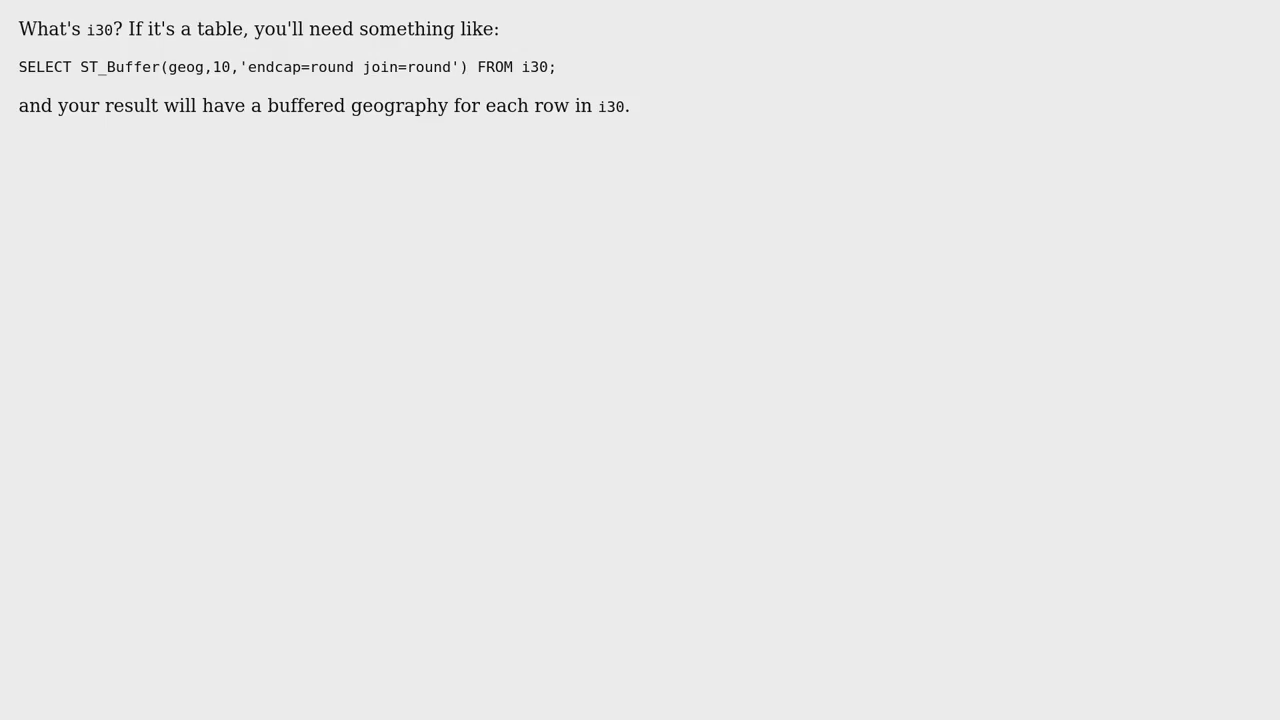 What's i30? If it's a table, you'll need something like:
SELECT ST_Buffer(geog,10,'endcap=round join=round') FROM i30;
and your result will have a buffered geography for each row in i30.